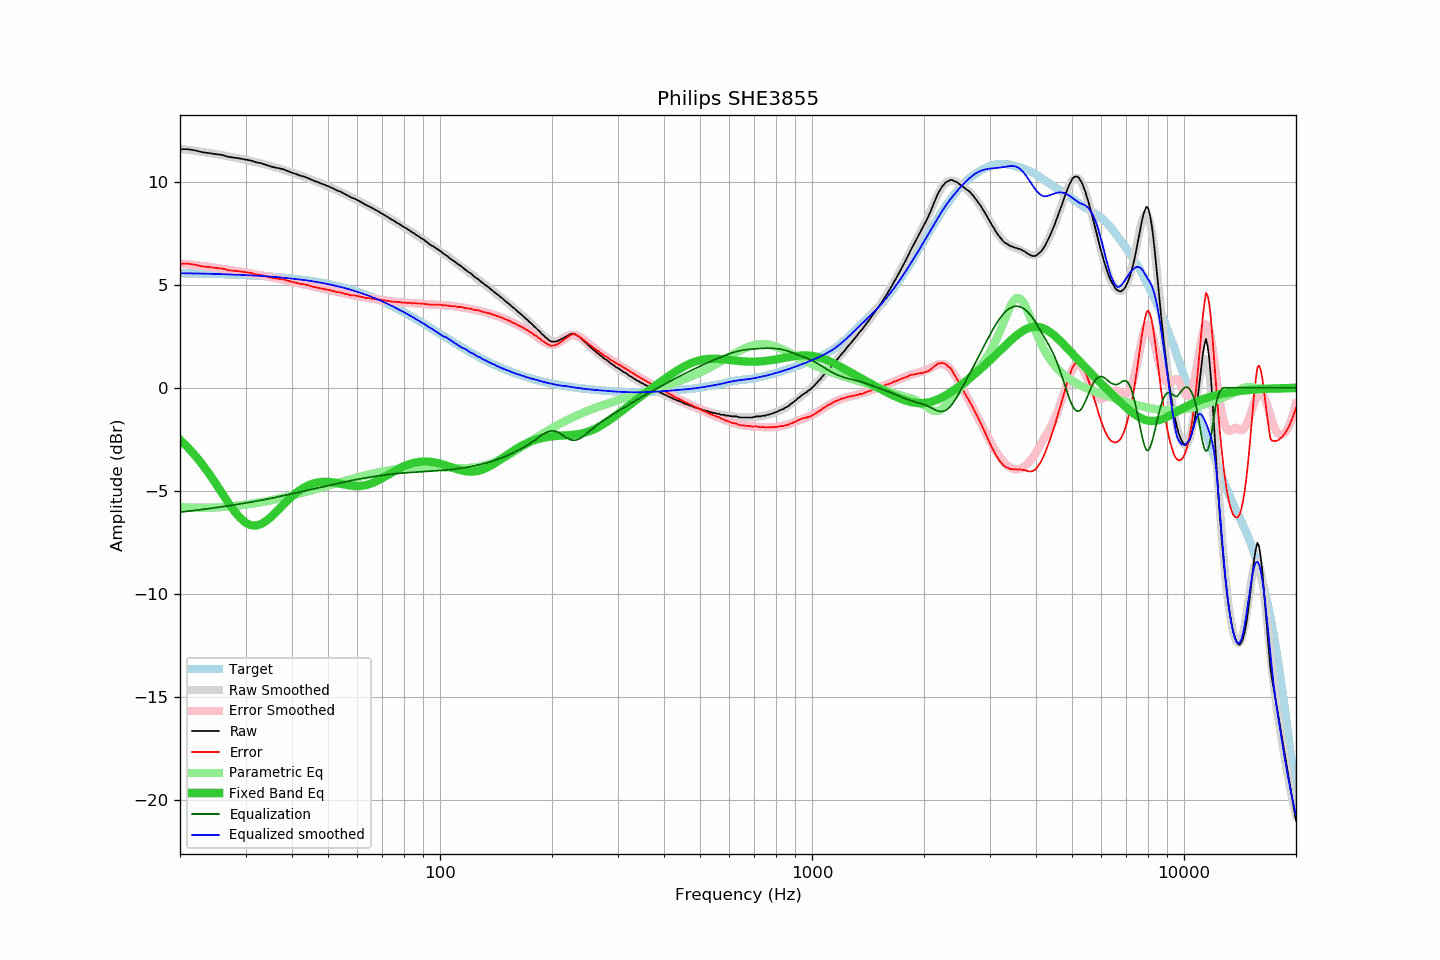 Philips SHE3855
Amplitude (dBr)
10
5
0
−5
−10
−15
−20
Target
Raw Smoothed
Error Smoothed
Raw
Error
Parametric Eq
Fixed Band Eq
Equalization
Equalized smoothed
100
1000
10000
Frequency (Hz)